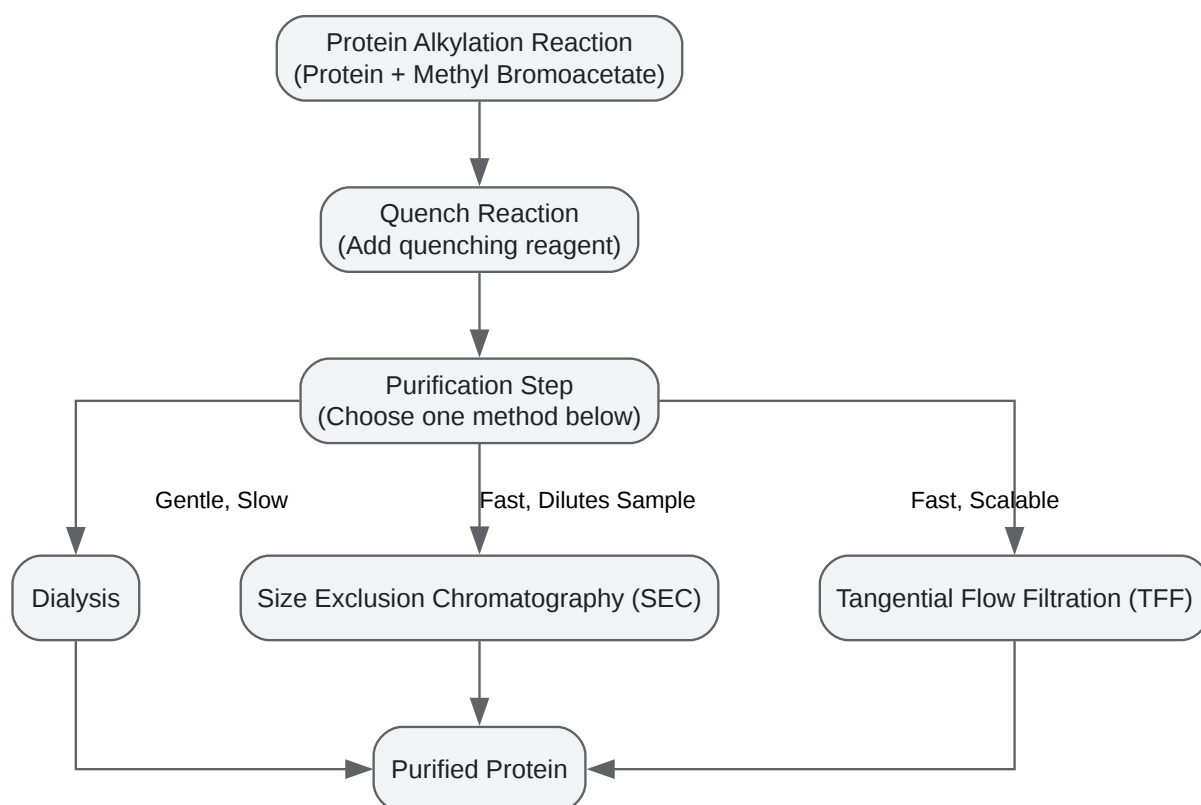 Protein Alkylation Reaction
(Protein + Methyl Bromoacetate)
Quench Reaction
(Add quenching reagent)
Purification Step
(Choose one method below)
Gentle, Slow
Fast, Dilutes Sample
Fast, Scalable
Dialysis
Size Exclusion Chromatography (SEC)
Tangential Flow Filtration (TFF)
Purified Protein